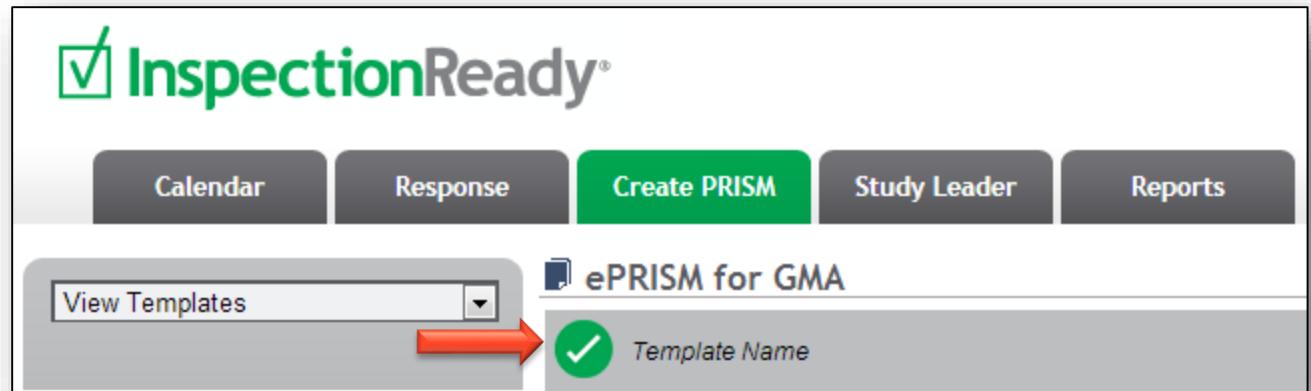 InspectionReady®
Calendar Response Create PRISM Study Leader Reports
View Templates
ePRISM for GMA
Template Name